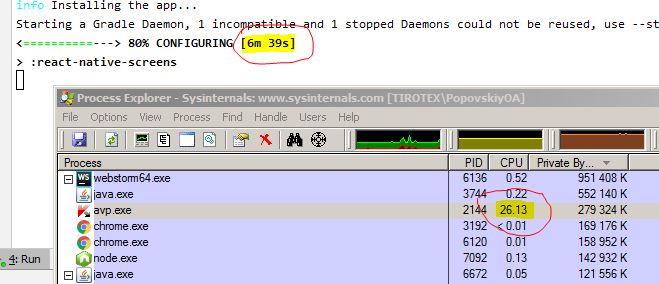 info Installing the app...
Starting a Gradle Daemon, 1 incompatible and 1 stopped Daemons could not be reused, use --st
<===========---> 80% CONFIGURING [6m 39s]
> :react-native-screens
Process Explorer - Sysinternals: www.sysinternals.com [TIROTEX\PopovskiyOA]
File Options View Process Find Handle Users Help
Process PID CPU Private By...
webstorm64.exe 6136 0.52 951 408 K
java.exe 3744 0.22 552 140 K
avp.exe 2144 26.13 279 324 K
chrome.exe 3192 < 0.01 169 176 K
chrome.exe 6120 0.01 158 952 K
node.exe 7092 0.13 142 932 K
4: Run
java.exe 6672 0.05 121 556 K